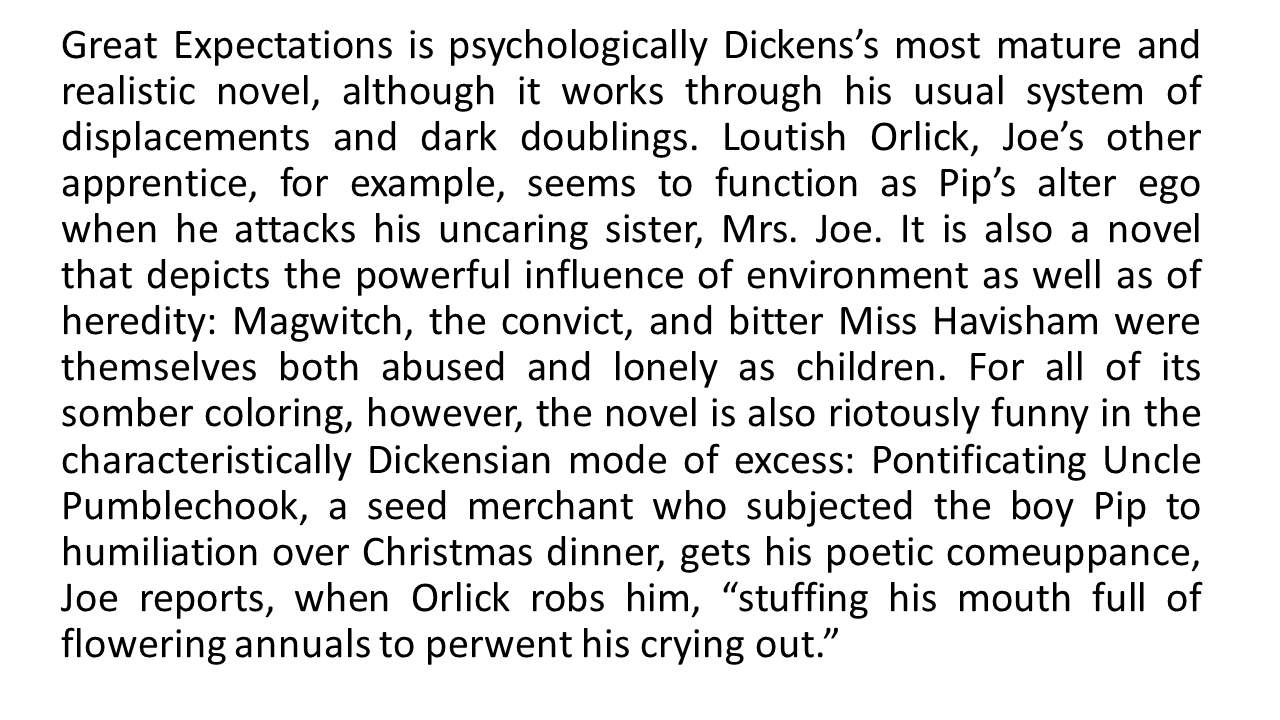 Great Expectations is psychologically Dickens’s most mature and
realistic novel, although it works through his usual system of
displacements and dark doublings. Loutish Orlick, Joe’s other
apprentice, for example, seems to function as Pip’s alter ego
when he attacks his uncaring sister, Mrs. Joe. It is also a novel
that depicts the powerful influence of environment as well as of
heredity: Magwitch, the convict, and bitter Miss Havisham were
themselves both abused and lonely as children. For all of its
somber coloring, however, the novel is also riotously funny in the
characteristically Dickensian mode of excess: Pontificating Uncle
Pumblechook, a seed merchant who subjected the boy Pip to
humiliation over Christmas dinner, gets his poetic comeuppance,
Joe reports, when Orlick robs him, “stuffing his mouth full of
flowering annuals to perwent his crying out.”